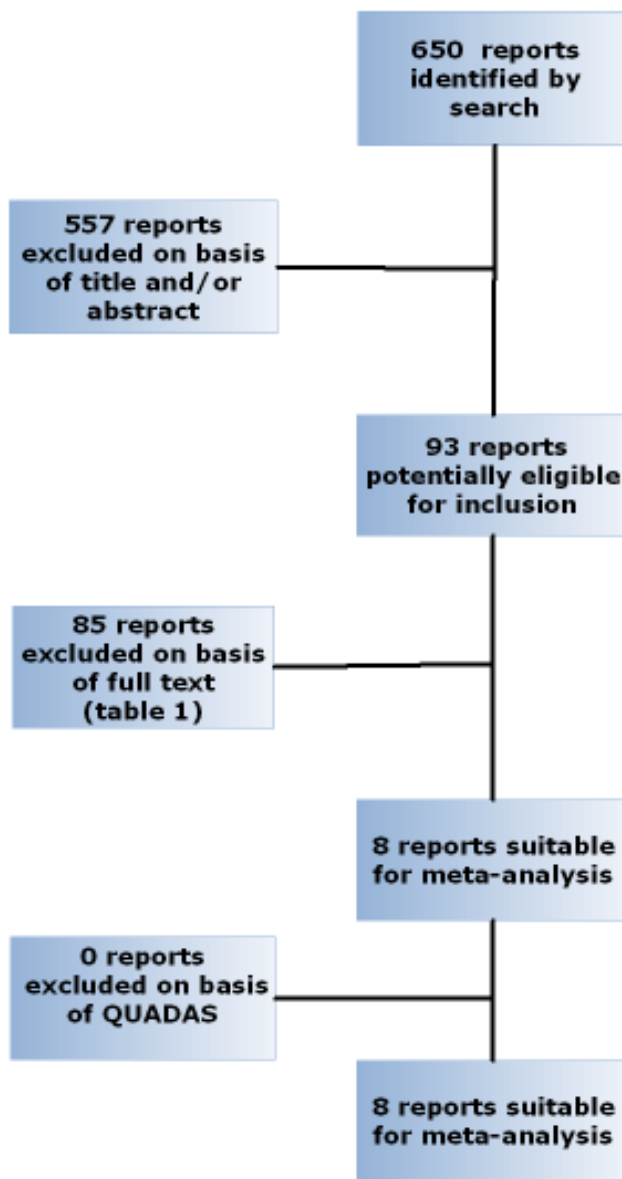 650 reports
identified by
search
557 reports
excluded on basis
of title and/or
abstract
93 reports
potentially eligible
for inclusion
85 reports
excluded on basis
of full text
(table 1)
8 reports suitable
for meta-analysis
0 reports
excluded on basis
of QUADAS
8 reports suitable
for meta-analysis